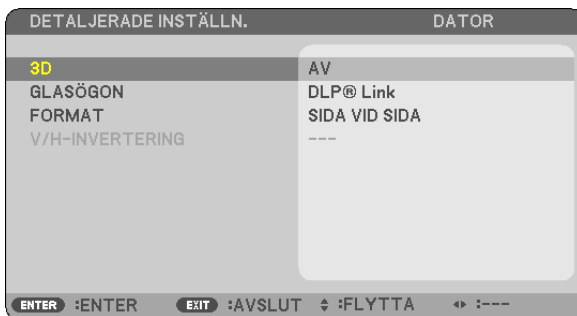 DETALJERADE INSTÄLLN. DATOR
3D AV
GLASÖGON DLP® Link
FORMAT SIDA VID SIDA
V/H-INVERTERING ---
ENTER :ENTER EXIT :AVSLUT :FLYTTA :---